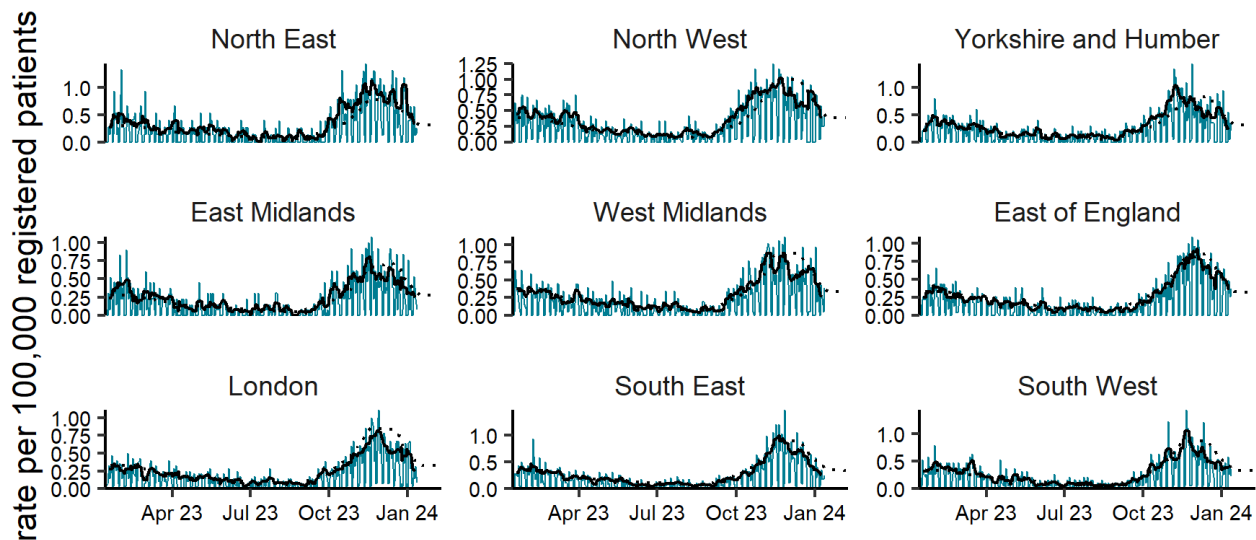 rate per 100,000 registered patients
North East
North West
Yorkshire and Humber
1.0
0.5
0.0
1.25
1.00
0.75
0.50
0.25
0.00
1.0
0.5
0.0
East Midlands
West Midlands
East of England
1.00
0.75
0.50
0.25
0.00
1.00
0.75
0.50
0.25
0.00
1.00
0.75
0.50
0.25
0.00
London
South East
South West
1.00
0.75
0.50
0.25
0.00
1.0
0.5
0.0
1.0
0.5
0.0
Apr 23 Jul 23 Oct 23 Jan 24
Apr 23 Jul 23 Oct 23 Jan 24
Apr 23 Jul 23 Oct 23 Jan 24